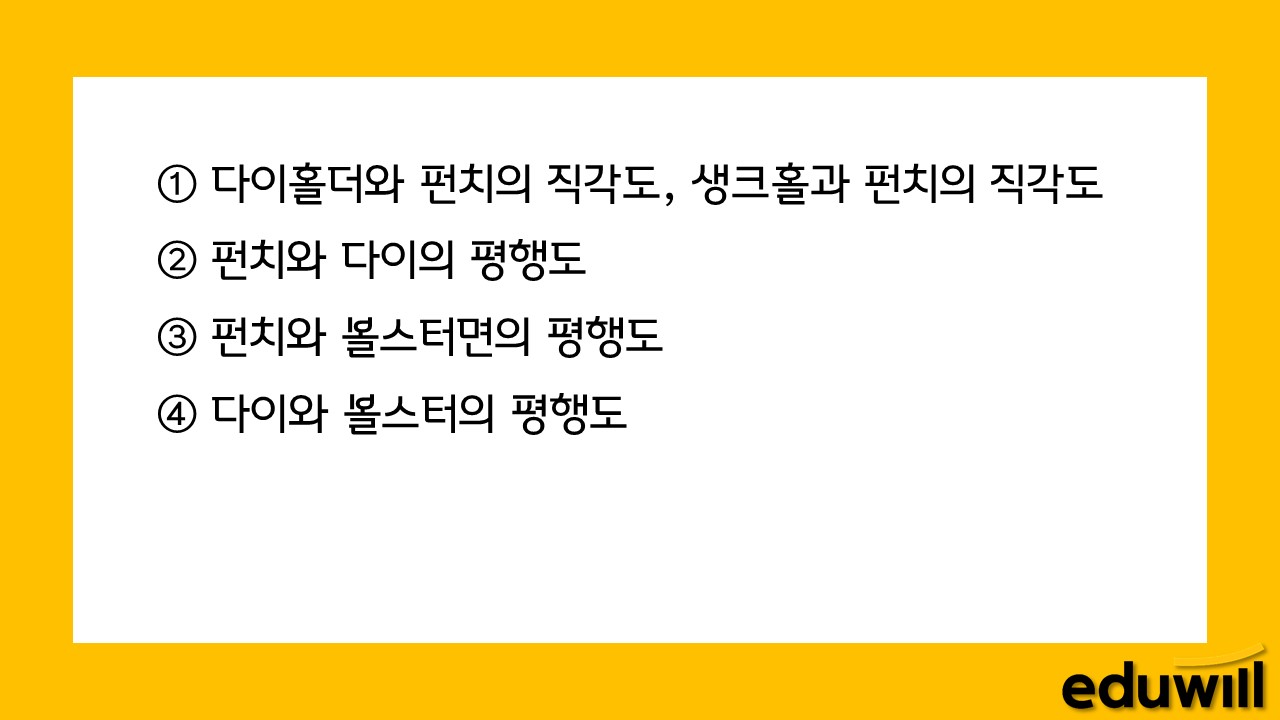 ① 다이홀더와 펀치의 직각도, 생크홀과 펀치의 직각도
② 펀치와 다이의 평행도
③ 펀치와 볼스터면의 평행도
④ 다이와 볼스터의 평행도
eduwill